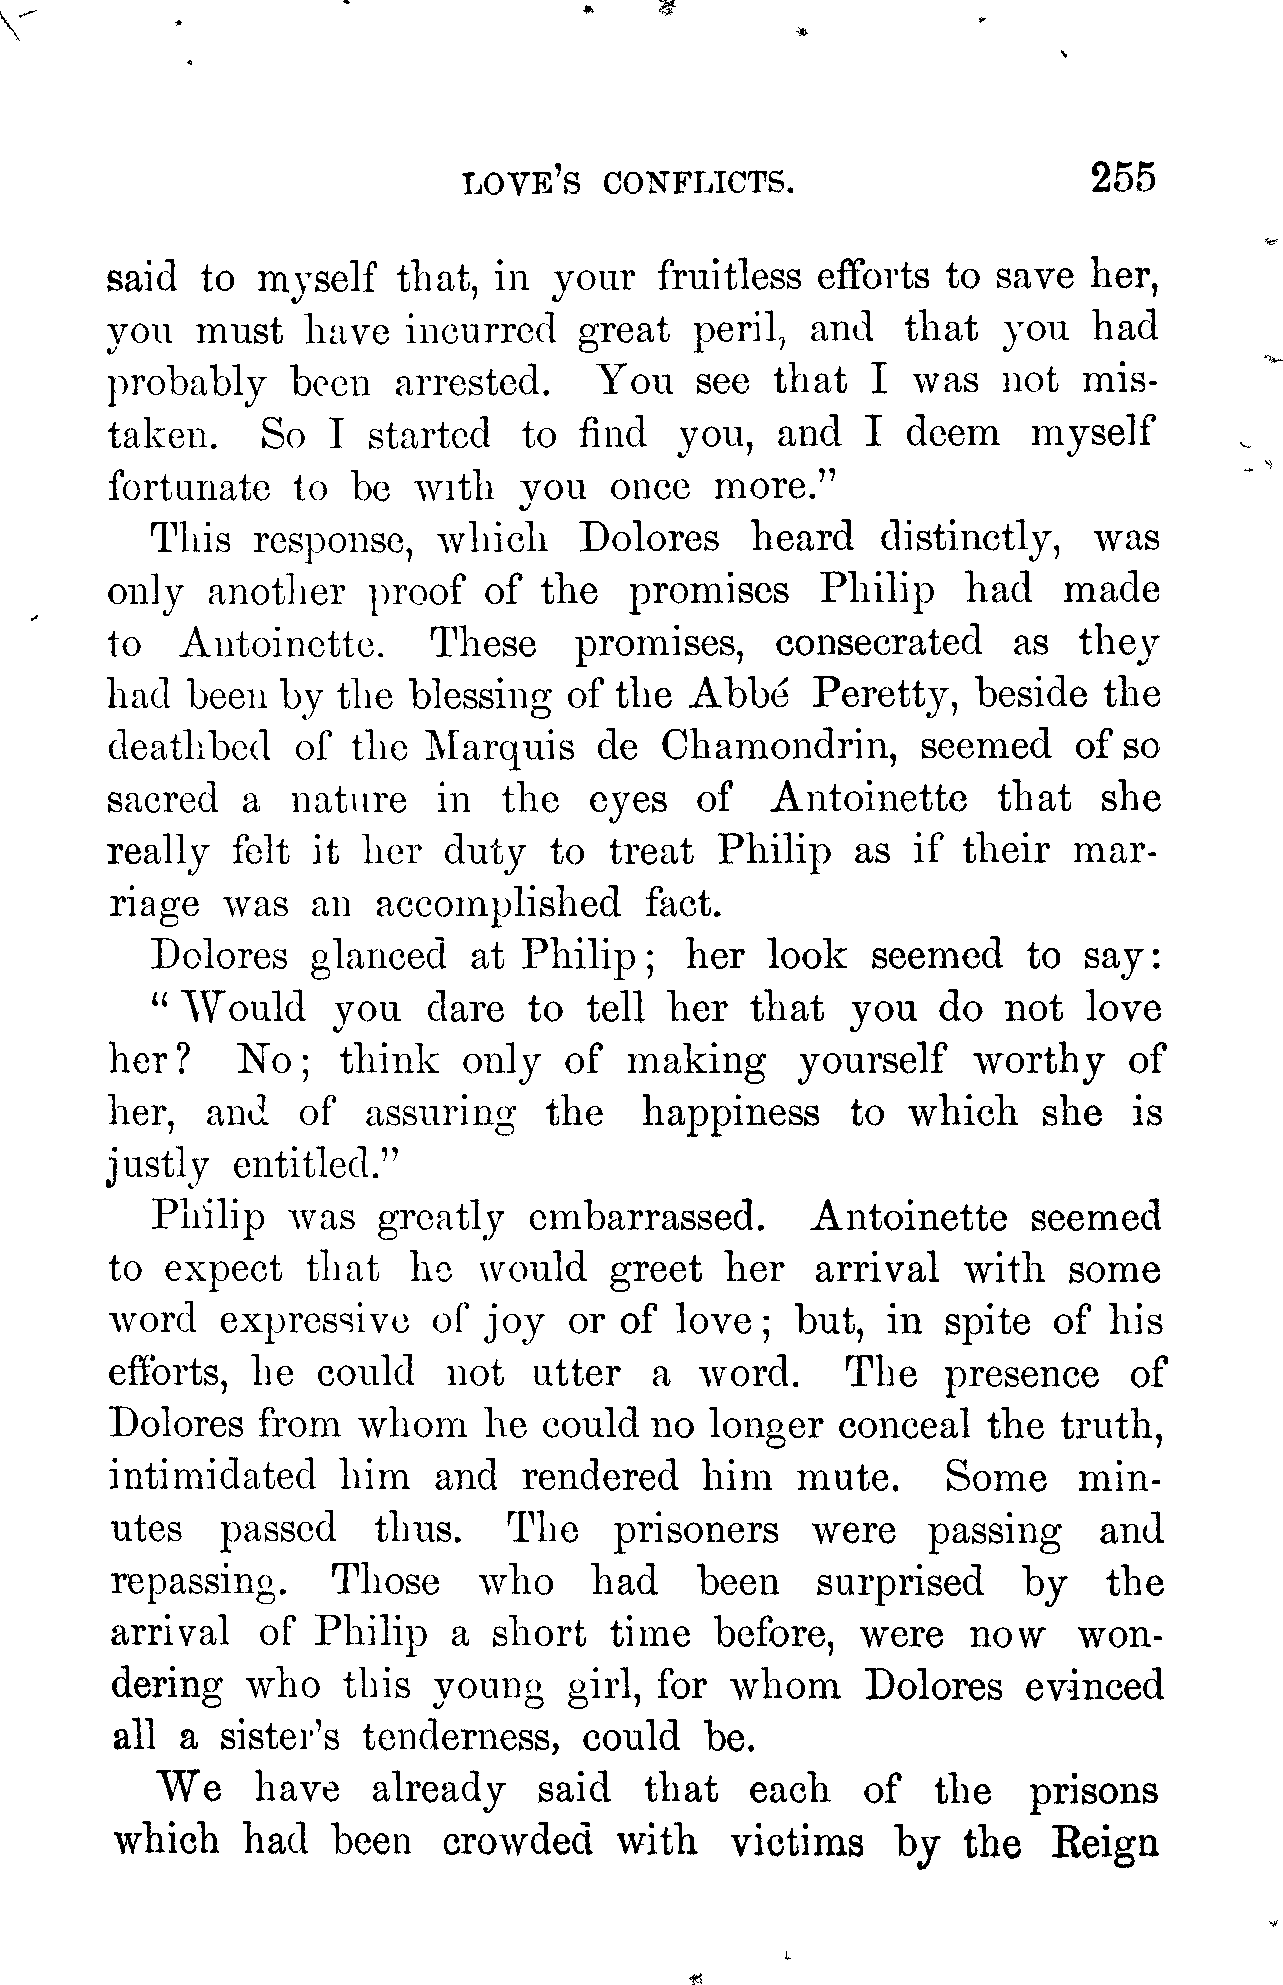 LOVE'S CONFLICTS. 255
said to myself that, in your fruitless efforts to save her,
you must have incurred great peril, and that you had
probably been arrested. You see that I was not mis-
taken. So I started to find you, and I deem myself
fortunate to be with you once more."
This response, which Dolores heard distinctly, was
only another proof of the promises Philip had made
to Antoinette. These promises, consecrated as they
had been by the blessing of the Abbé Peretty, beside the
deathbed of the Marquis de Chamondrin, seemed of so
sacred a nature in the eyes of Antoinette that she
really felt it her duty to treat Philip as if their mar-
riage was an accomplished fact.
Dolores glanced at Philip; her look seemed to say:
"Would you dare to tell her that you do not love
her? No; think only of making yourself worthy of
her, and of assuring the happiness to which she is
justly entitled."
Philip was greatly embarrassed. Antoinette seemed
to expect that he would greet her arrival with some
word expressive of joy or of love; but, in spite of his
efforts, he could not utter a word. The presence of
Dolores from whom he could no longer conceal the truth,
intimidated him and rendered him mute. Some min-
utes passed thus. The prisoners were passing and
repassing. Those who had been surprised by the
arrival of Philip a short time before, were now won-
dering who this young girl, for whom Dolores evinced
all a sister's tenderness, could be.
We have already said that each of the prisons
which had been crowded with victims by the Reign